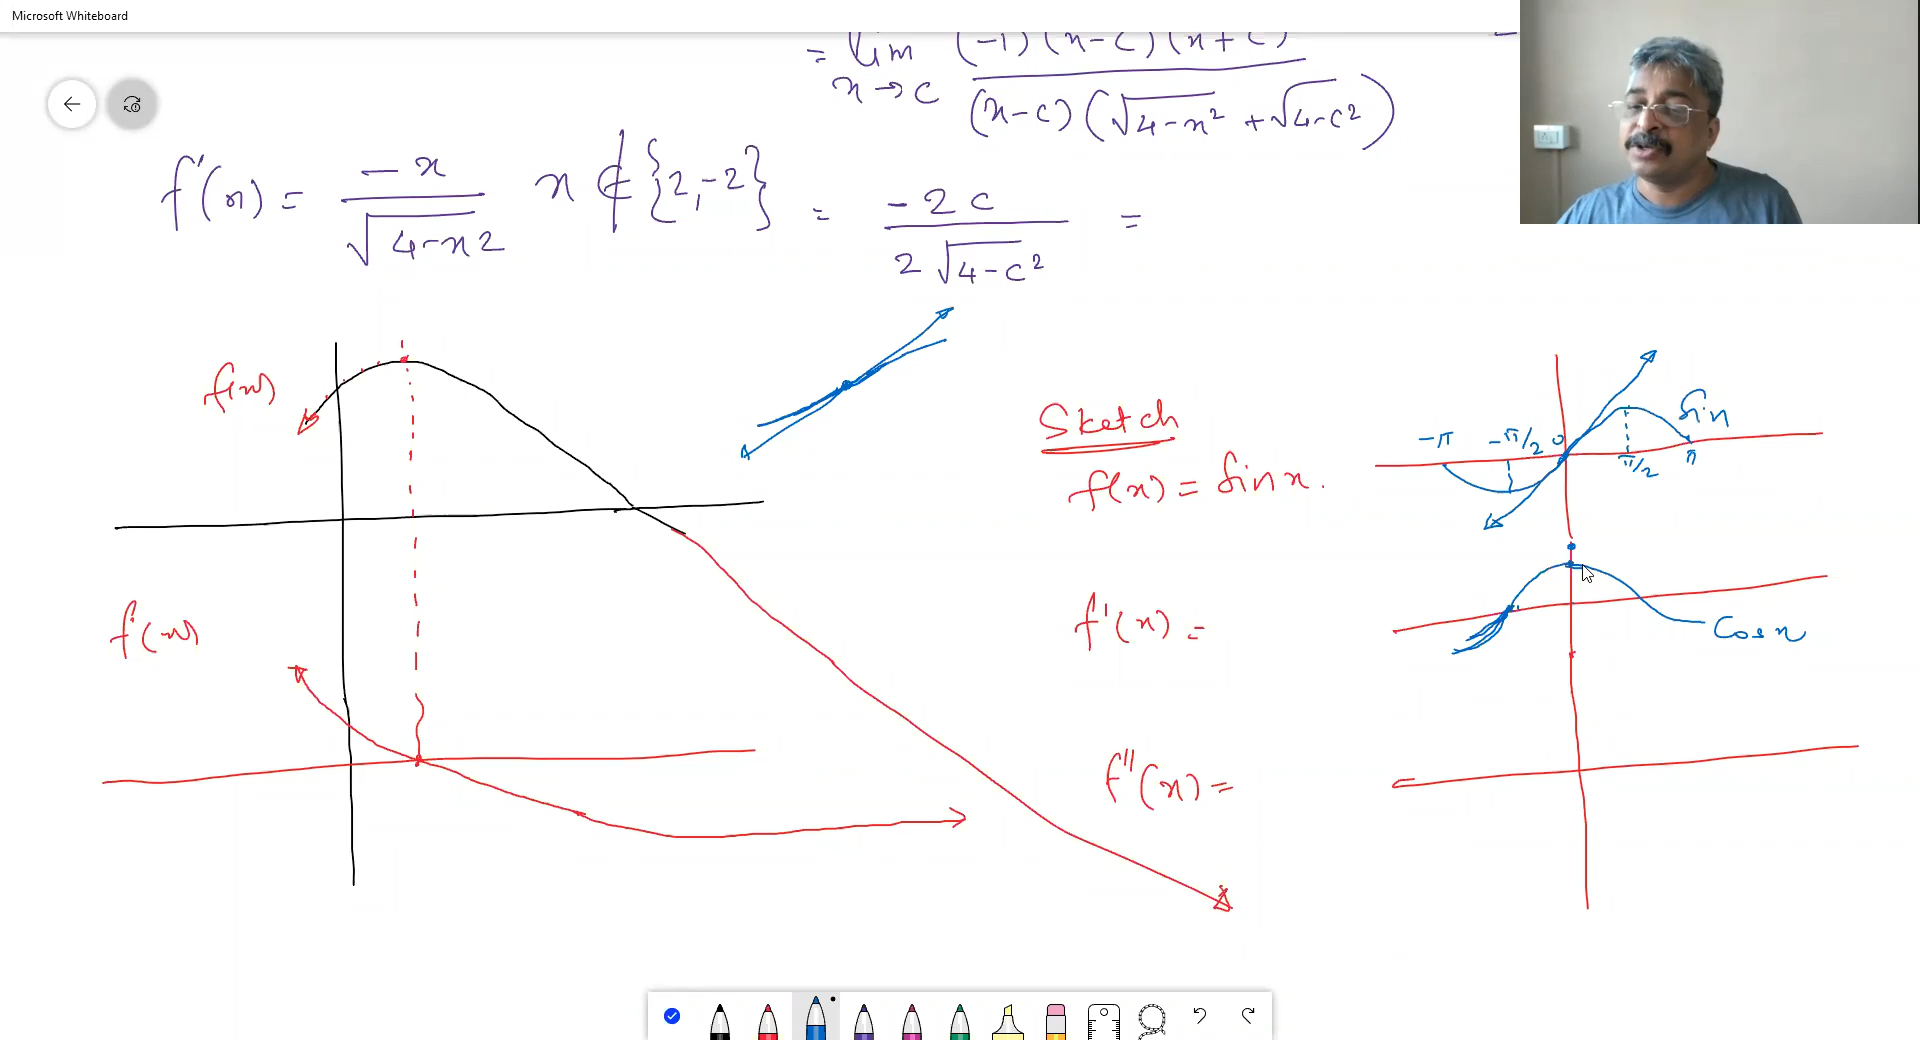 Microsoft Whiteboard
= lim (-1)(x-c)(x+c)
x→c (x-c)(√4-x² + √4-c²)
f'(x) = -x x ∉ {2,-2} = -2c =
√4-x2 2√4-c²
f(x)
Sketch
f(x) = Sin x.
Sin
-π -π/2 0 π/2 π
f'(x)
f'(x) =
Cos x
f''(x) =